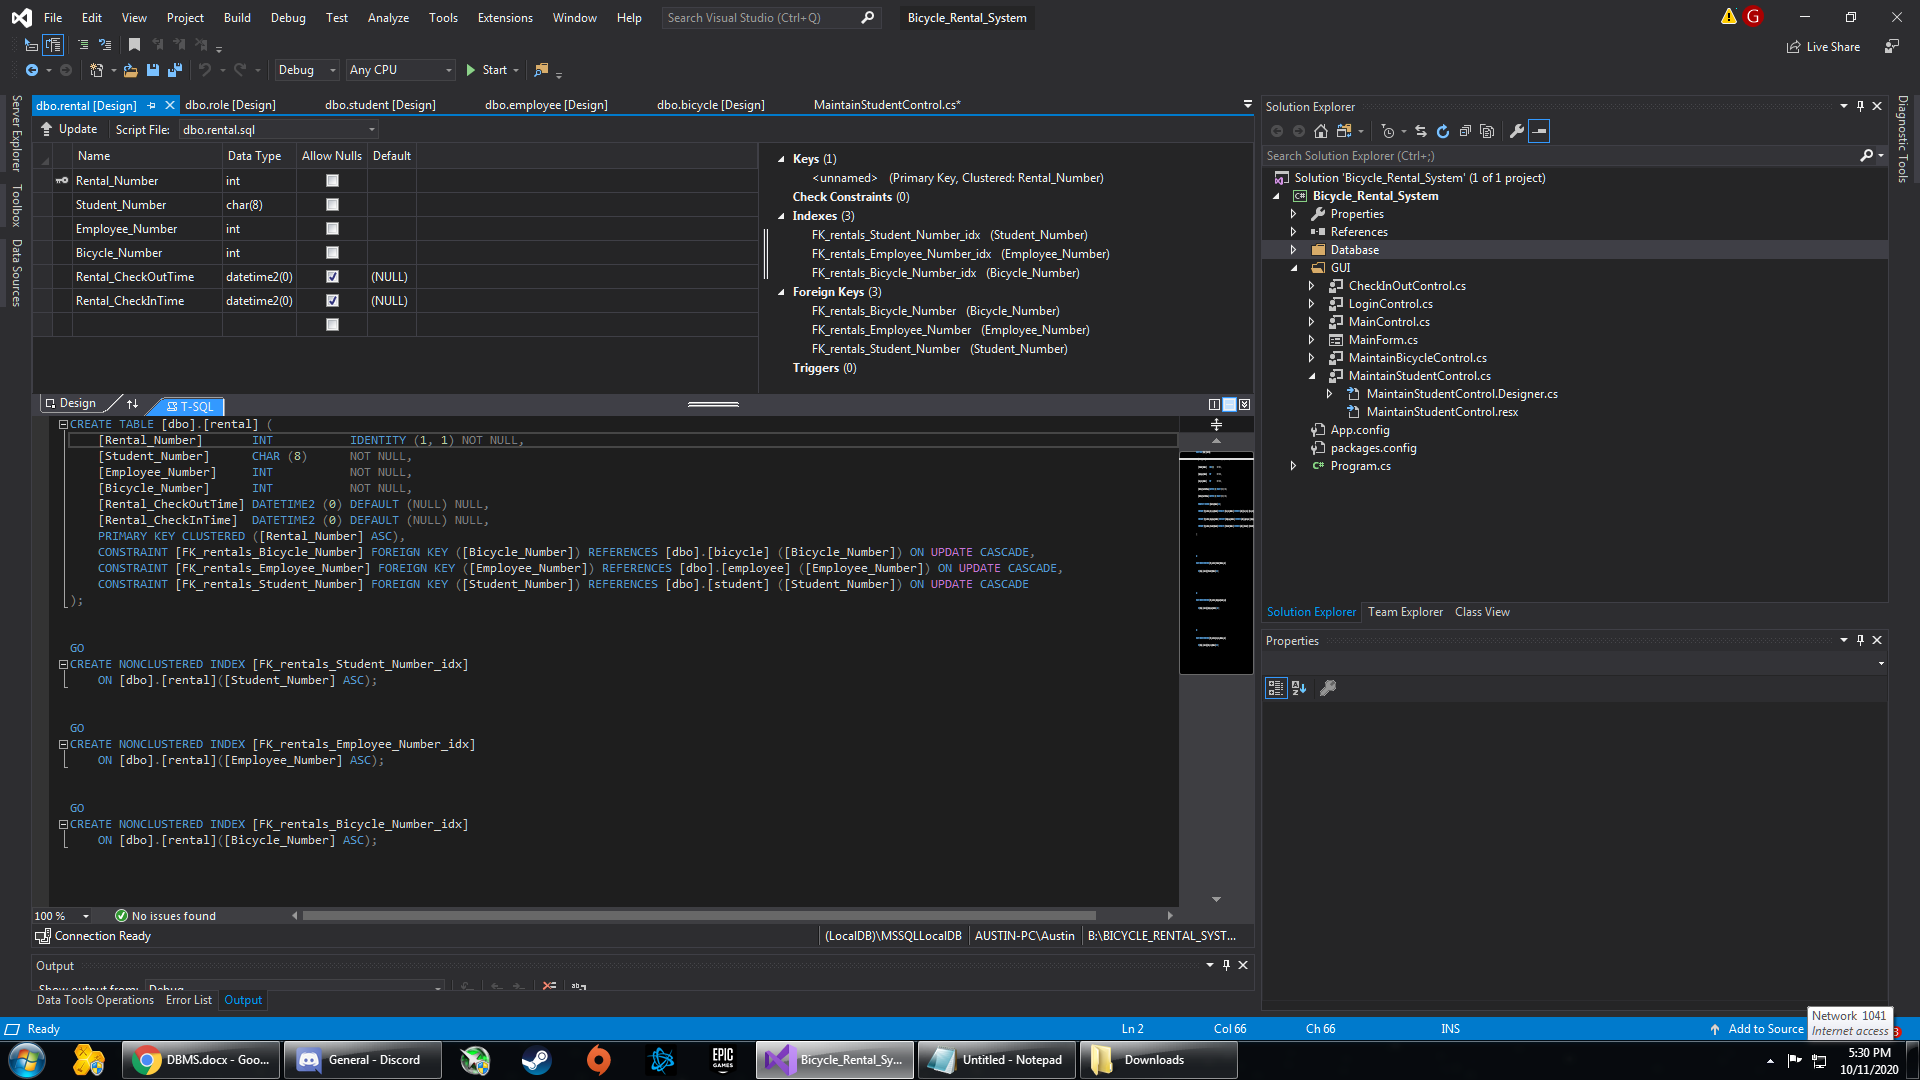 File Edit View Project Build Debug Test Analyze Tools Extensions Window Help Search Visual Studio (Ctrl+Q) Bicycle_Rental_System G
Live Share
Debug Any CPU Start
Server Explorer
Toolbox
Data Sources
dbo.rental [Design] dbo.role [Design] dbo.student [Design] dbo.employee [Design] dbo.bicycle [Design] MaintainStudentControl.cs*
Update Script File: dbo.rental.sql
Name Data Type Allow Nulls Default
Rental_Number int
Student_Number char(8)
Employee_Number int
Bicycle_Number int
Rental_CheckOutTime datetime2(0) (NULL)
Rental_CheckInTime datetime2(0) (NULL)
Keys (1)
<unnamed> (Primary Key, Clustered: Rental_Number)
Check Constraints (0)
Indexes (3)
FK_rentals_Student_Number_idx (Student_Number)
FK_rentals_Employee_Number_idx (Employee_Number)
FK_rentals_Bicycle_Number_idx (Bicycle_Number)
Foreign Keys (3)
FK_rentals_Bicycle_Number (Bicycle_Number)
FK_rentals_Employee_Number (Employee_Number)
FK_rentals_Student_Number (Student_Number)
Triggers (0)
Design T-SQL
CREATE TABLE [dbo].[rental] (
[Rental_Number] INT IDENTITY (1, 1) NOT NULL,
[Student_Number] CHAR (8) NOT NULL,
[Employee_Number] INT NOT NULL,
[Bicycle_Number] INT NOT NULL,
[Rental_CheckOutTime] DATETIME2 (0) DEFAULT (NULL) NULL,
[Rental_CheckInTime] DATETIME2 (0) DEFAULT (NULL) NULL,
PRIMARY KEY CLUSTERED ([Rental_Number] ASC),
CONSTRAINT [FK_rentals_Bicycle_Number] FOREIGN KEY ([Bicycle_Number]) REFERENCES [dbo].[bicycle] ([Bicycle_Number]) ON UPDATE CASCADE,
CONSTRAINT [FK_rentals_Employee_Number] FOREIGN KEY ([Employee_Number]) REFERENCES [dbo].[employee] ([Employee_Number]) ON UPDATE CASCADE,
CONSTRAINT [FK_rentals_Student_Number] FOREIGN KEY ([Student_Number]) REFERENCES [dbo].[student] ([Student_Number]) ON UPDATE CASCADE
);
GO
CREATE NONCLUSTERED INDEX [FK_rentals_Student_Number_idx]
ON [dbo].[rental]([Student_Number] ASC);
GO
CREATE NONCLUSTERED INDEX [FK_rentals_Employee_Number_idx]
ON [dbo].[rental]([Employee_Number] ASC);
GO
CREATE NONCLUSTERED INDEX [FK_rentals_Bicycle_Number_idx]
ON [dbo].[rental]([Bicycle_Number] ASC);
100 % No issues found
Connection Ready (LocalDB)\MSSQLLocalDB AUSTIN-PC\Austin B:\BICYCLE_RENTAL_SYST...
Output
Show output from: Debug
Data Tools Operations Error List Output
Solution Explorer
Search Solution Explorer (Ctrl+;)
Solution 'Bicycle_Rental_System' (1 of 1 project)
Bicycle_Rental_System
Properties
References
Database
GUI
CheckInOutControl.cs
LoginControl.cs
MainControl.cs
MainForm.cs
MaintainBicycleControl.cs
MaintainStudentControl.cs
MaintainStudentControl.Designer.cs
MaintainStudentControl.resx
App.config
packages.config
Program.cs
Solution Explorer Team Explorer Class View
Properties
Diagnostic Tools
Ready Ln 2 Col 66 Ch 66 INS Add to Source
Network 1041
Internet access
DBMS.docx - Goo... General - Discord EPIC GAMES Bicycle_Rental_Sy... Untitled - Notepad Downloads
5:30 PM
10/11/2020